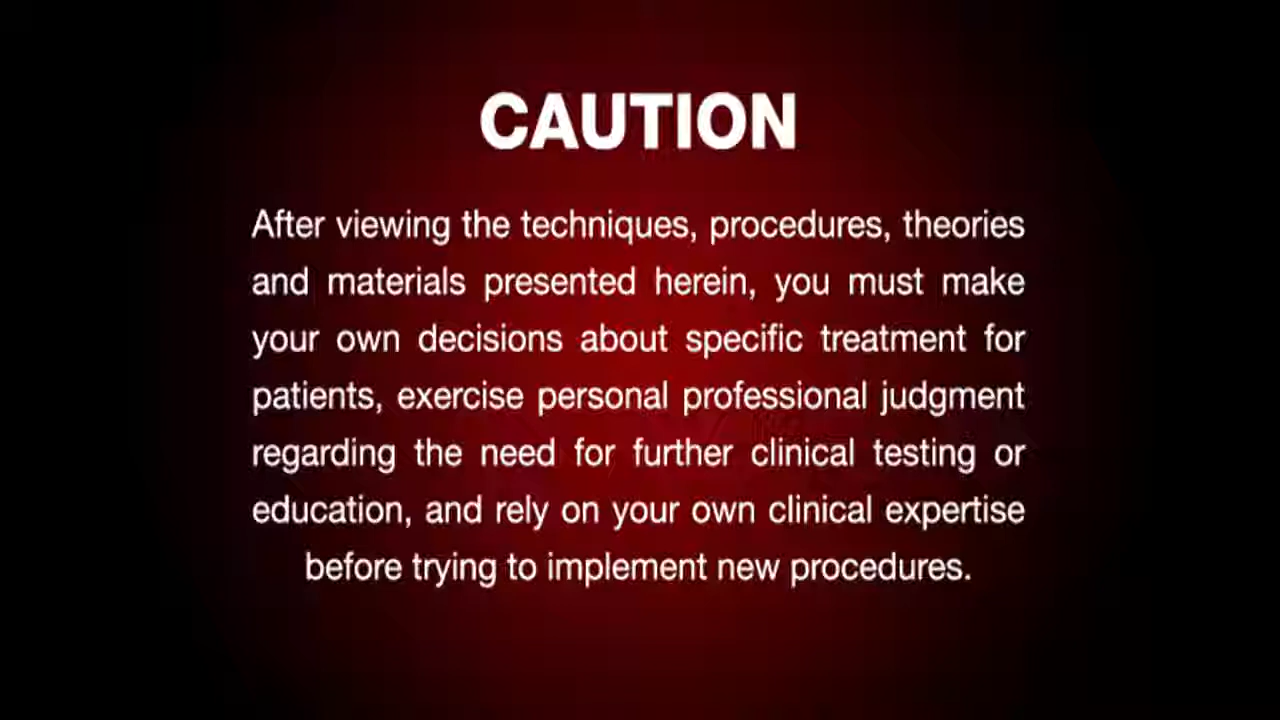 CAUTION
After viewing the techniques, procedures, theories
and materials presented herein, you must make
your own decisions about specific treatment for
patients, exercise personal professional judgment
regarding the need for further clinical testing or
education, and rely on your own clinical expertise
before trying to implement new procedures.